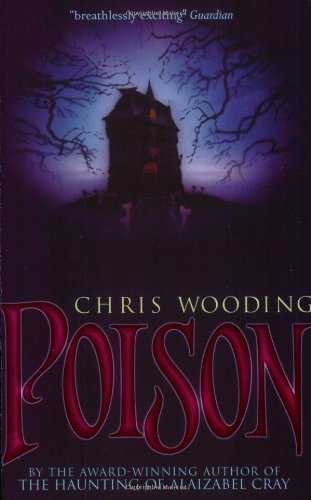 "breathlessly exciting" Guardian
CHRIS WOODING
POISON
BY THE AWARD-WINNING AUTHOR OF
THE HAUNTING OF ALAIZABEL CRAY